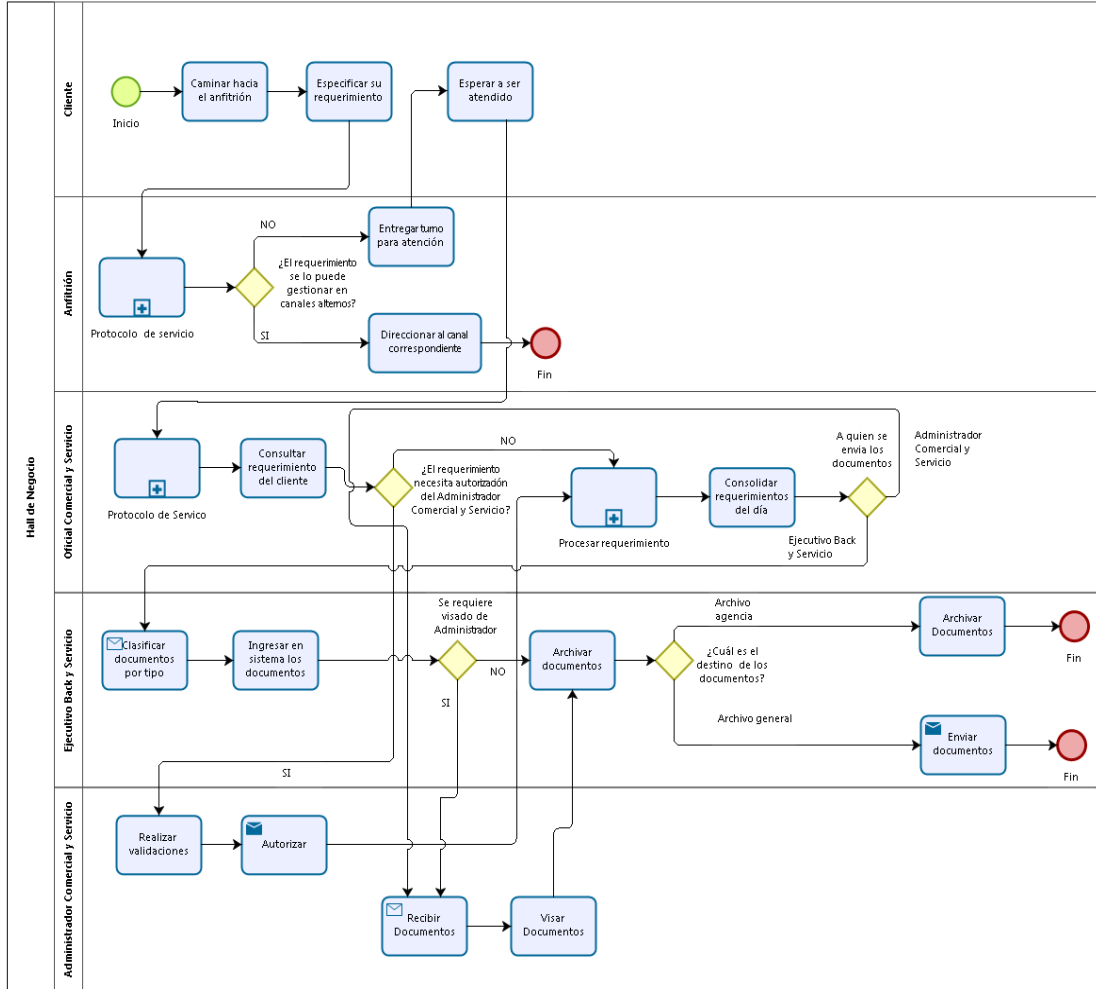 Hall de Negocio
Cliente
Inicio
Caminar hacia
el anfitrión
Especificar su
requerimiento
Esperar a ser
atendido
Anfitrión
Protocolo de servicio
NO
¿El requerimiento
se lo puede
gestionar en
canales alternos?
SI
Entregar turno
para atención
Direccionar al canal
correspondiente
Fin
Oficial Comercial y Servicio
Protocolo de Servico
Consultar
requerimiento
del cliente
NO
¿El requerimiento
necesita autorización
del Administrador
Comercial y Servicio?
Procesar requerimiento
Consolidar
requerimientos
del día
A quien se
envia los
documentos
Administrador
Comercial y
Servicio
Ejecutivo Back
y Servicio
Ejecutivo Back y Servicio
Clasificar
documentos
por tipo
Ingresar en
sistema los
documentos
Se requiere
visado de
Administrador
NO
SI
Archivar
documentos
Archivo
agencia
¿Cuál es el
destino de los
documentos?
Archivo general
Archivar
Documentos
Fin
Enviar
documentos
Fin
SI
Administrador Comercial y Servicio
Realizar
validaciones
Autorizar
Recibir
Documentos
Visar
Documentos